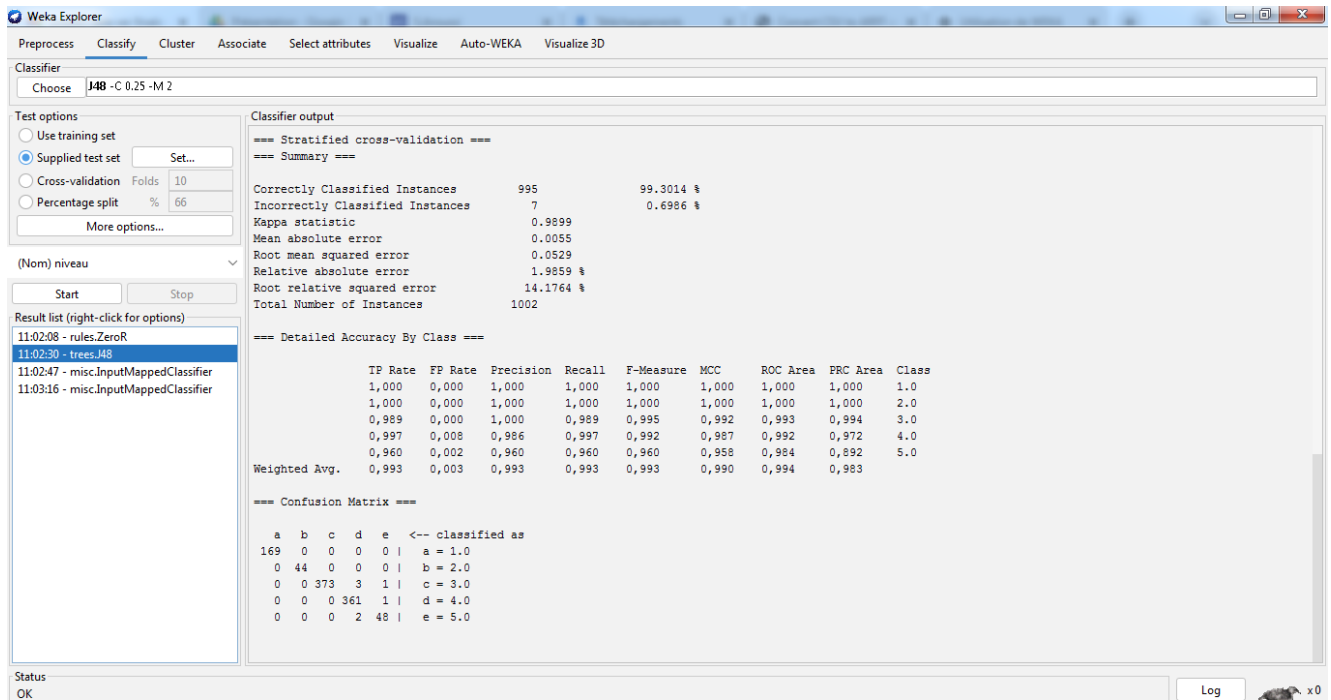 Weka Explorer
Preprocess Classify Cluster Associate Select attributes Visualize Auto-WEKA Visualize 3D
Classifier
Choose J48 -C 0.25 -M 2
Test options
Use training set
Supplied test set Set...
Cross-validation Folds 10
Percentage split % 66
More options...
(Nom) niveau
Start Stop
Result list (right-click for options)
11:02:08 - rules.ZeroR
11:02:30 - trees.J48
11:02:47 - misc.InputMappedClassifier
11:03:16 - misc.InputMappedClassifier
Classifier output
=== Stratified cross-validation ===
=== Summary ===
Correctly Classified Instances 995 99.3014 %
Incorrectly Classified Instances 7 0.6986 %
Kappa statistic 0.9899
Mean absolute error 0.0055
Root mean squared error 0.0529
Relative absolute error 1.9859 %
Root relative squared error 14.1764 %
Total Number of Instances 1002
=== Detailed Accuracy By Class ===
TP Rate FP Rate Precision Recall F-Measure MCC ROC Area PRC Area Class
1,000 0,000 1,000 1,000 1,000 1,000 1,000 1,000 1.0
1,000 0,000 1,000 1,000 1,000 1,000 1,000 1,000 2.0
0,989 0,000 1,000 0,989 0,995 0,992 0,993 0,994 3.0
0,997 0,008 0,986 0,997 0,992 0,987 0,992 0,972 4.0
0,960 0,002 0,960 0,960 0,960 0,958 0,984 0,892 5.0
Weighted Avg. 0,993 0,003 0,993 0,993 0,993 0,990 0,994 0,983
=== Confusion Matrix ===
a b c d e <-- classified as
169 0 0 0 0 | a = 1.0
0 44 0 0 0 | b = 2.0
0 0 373 3 1 | c = 3.0
0 0 0 361 1 | d = 4.0
0 0 0 2 48 | e = 5.0
Status
OK
Log x 0